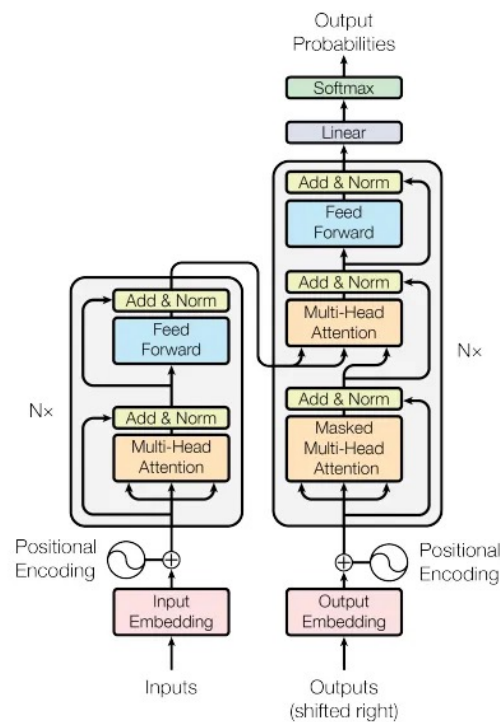 Output
Probabilities
Softmax
Linear
Add & Norm
Feed
Forward
Add & Norm
Multi-Head
Attention
Nx
Add & Norm
Masked
Multi-Head
Attention
Add & Norm
Feed
Forward
Nx
Add & Norm
Multi-Head
Attention
Positional
Encoding
Positional
Encoding
Input
Embedding
Output
Embedding
Inputs
Outputs
(shifted right)